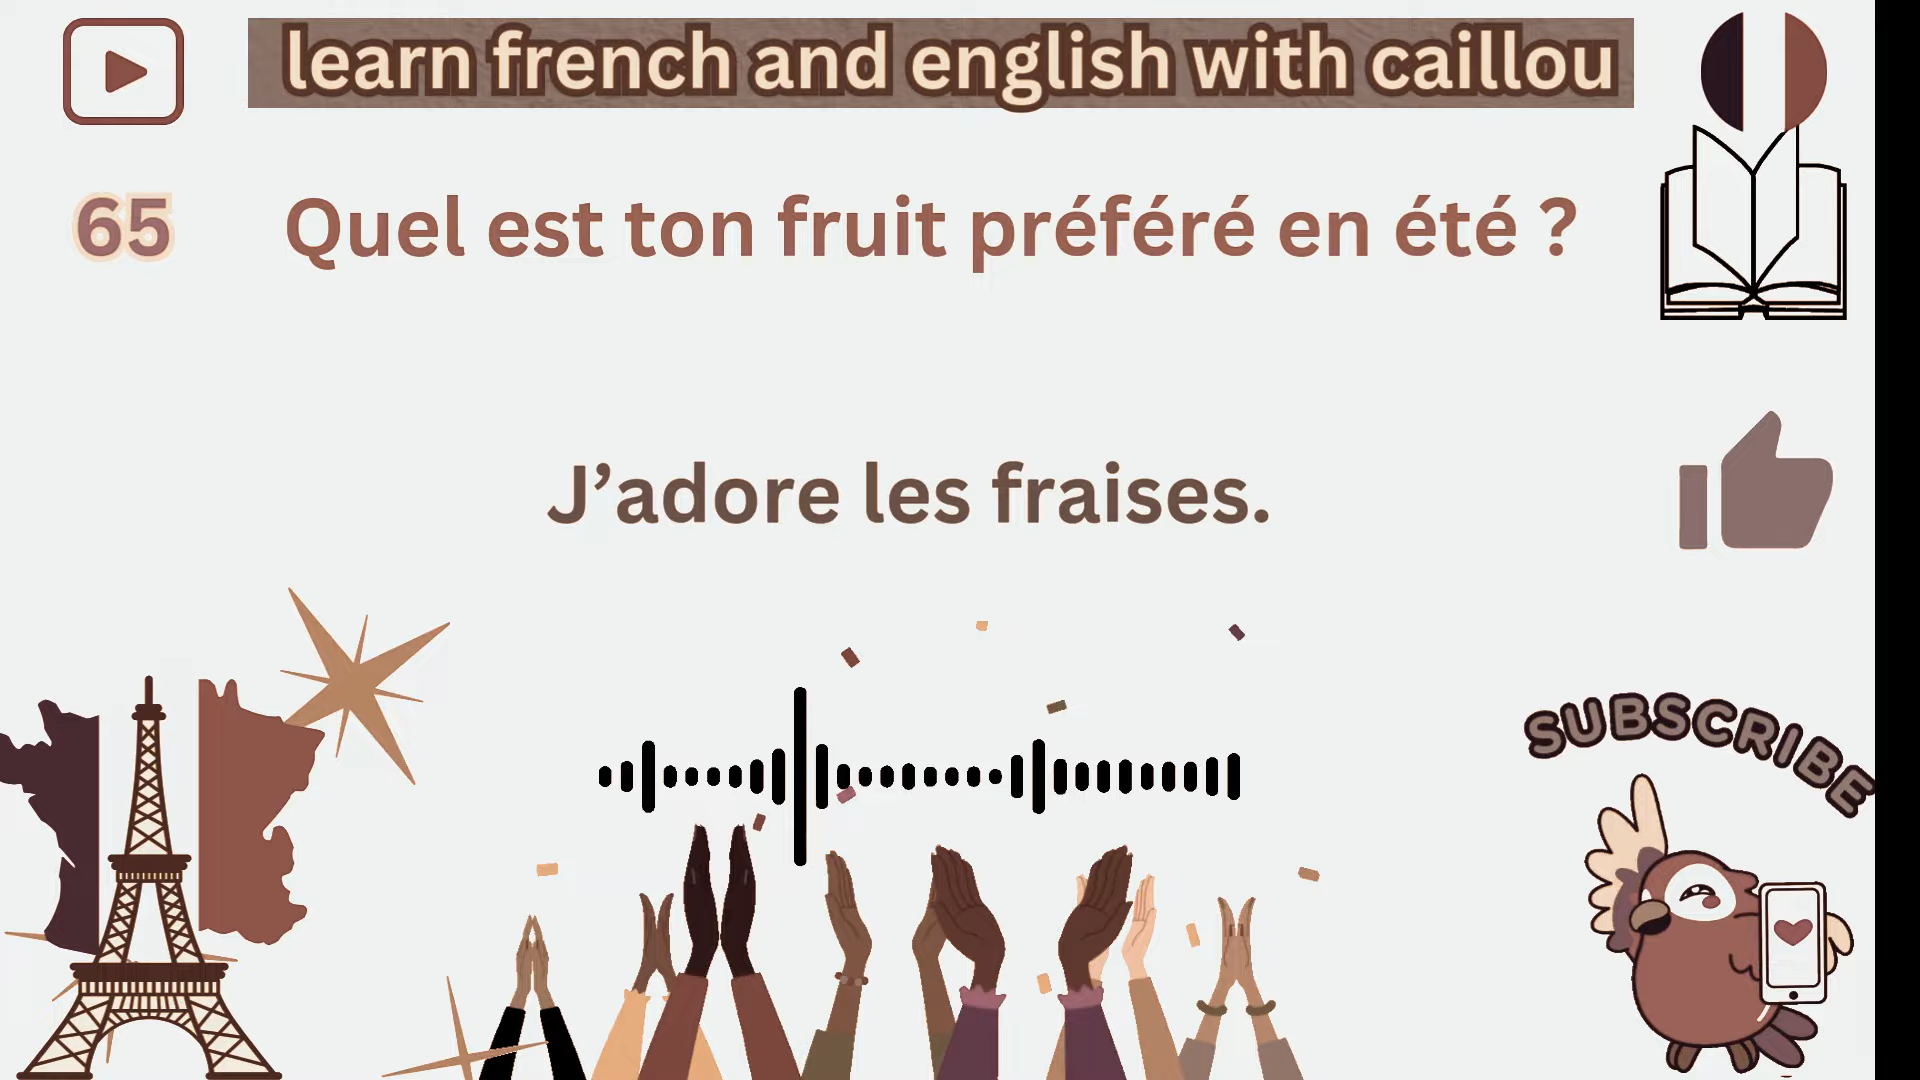 learn french and english with caillou
65 Quel est ton fruit préféré en été ?
J’adore les fraises.
SUBSCRIBE